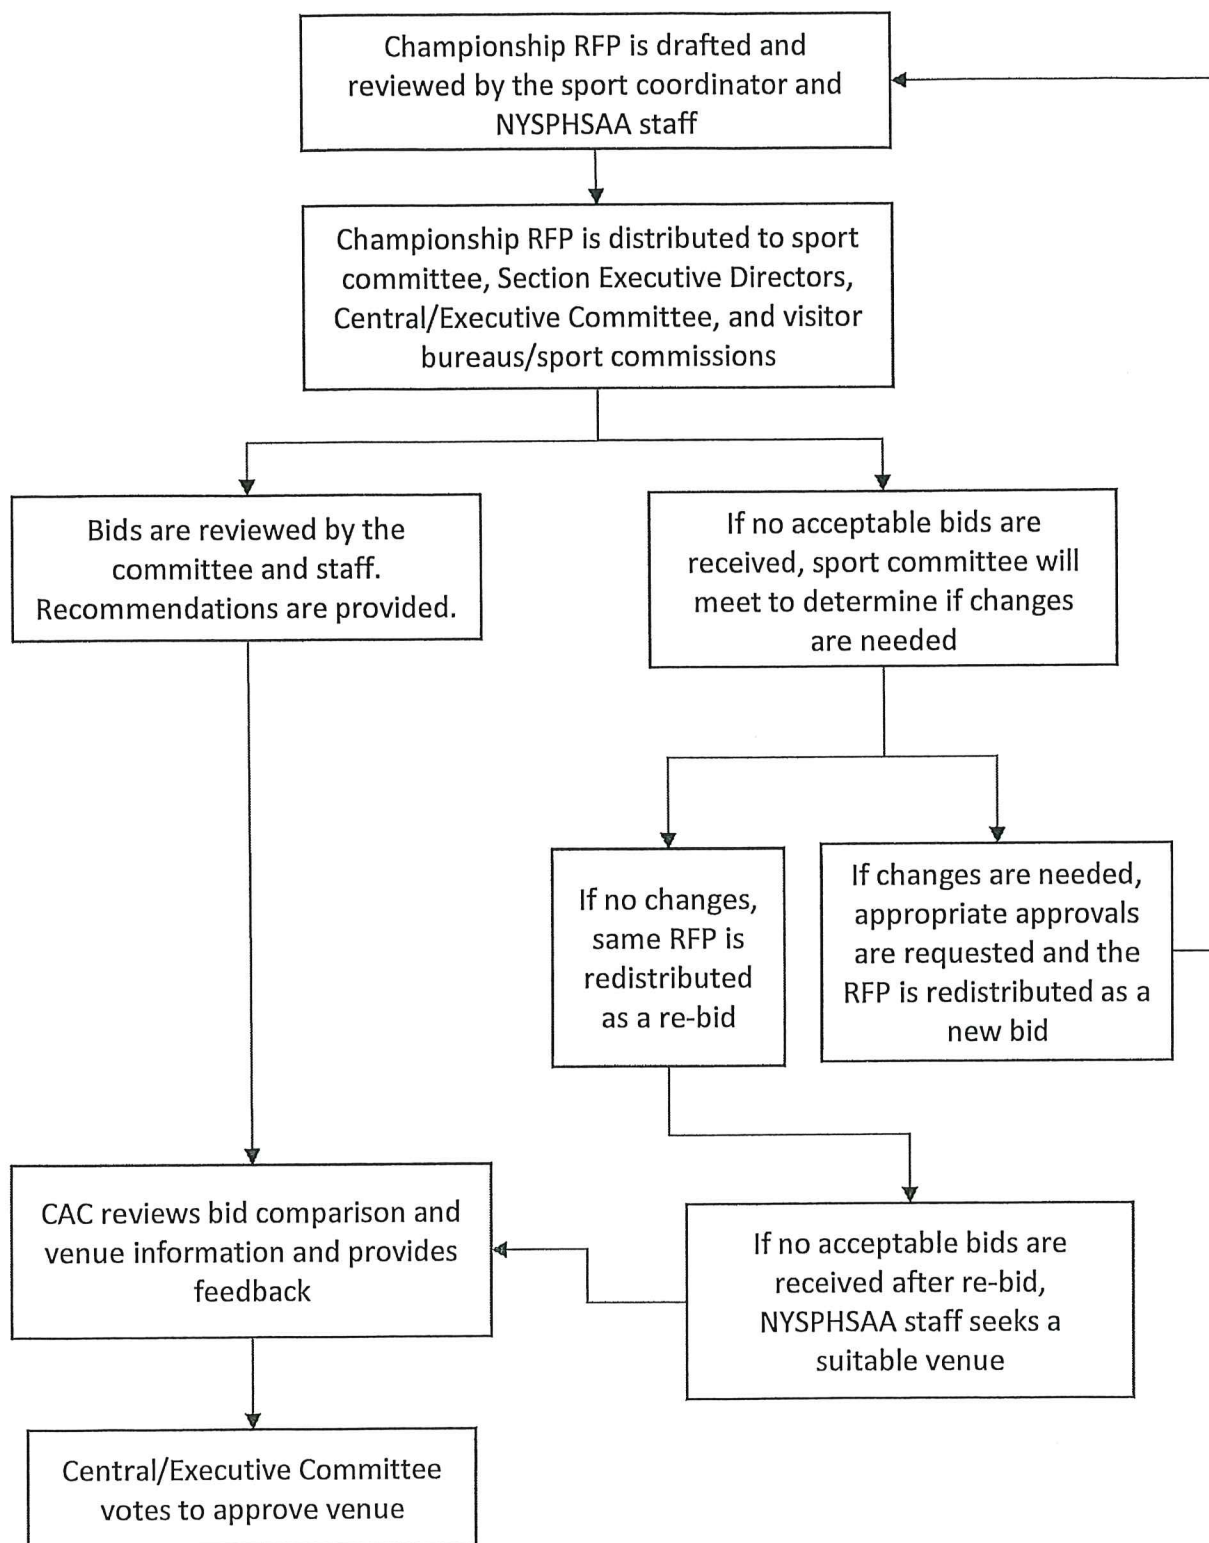 Championship RFP is drafted and
reviewed by the sport coordinator and
NYSPHSAA staff
Championship RFP is distributed to sport
committee, Section Executive Directors,
Central/Executive Committee, and visitor
bureaus/sport commissions
Bids are reviewed by the
committee and staff.
Recommendations are provided.
If no acceptable bids are
received, sport committee will
meet to determine if changes
are needed
If no changes,
same RFP is
redistributed
as a re-bid
If changes are needed,
appropriate approvals
are requested and the
RFP is redistributed as a
new bid
CAC reviews bid comparison and
venue information and provides
feedback
If no acceptable bids are
received after re-bid,
NYSPHSAA staff seeks a
suitable venue
Central/Executive Committee
votes to approve venue